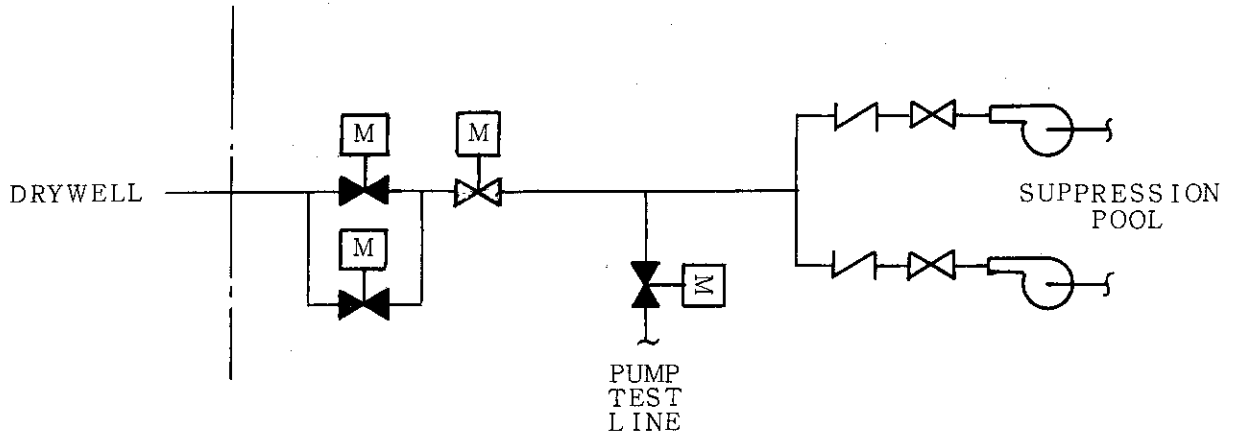 M
M
DRYWELL
SUPPRESSION
POOL
M
M
PUMP
TEST
LINE